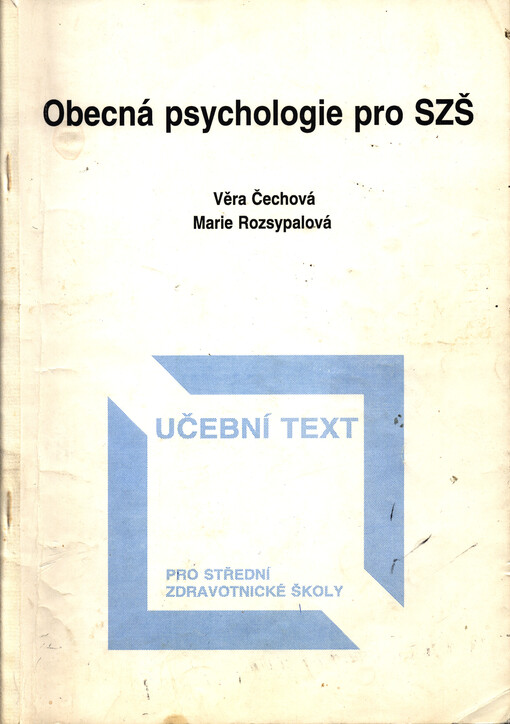 Obecná psychologie pro SZŠ
Věra Čechová
Marie Rozsypalová
UČEBNÍ TEXT
PRO STŘEDNÍ
ZDRAVOTNICKÉ ŠKOLY